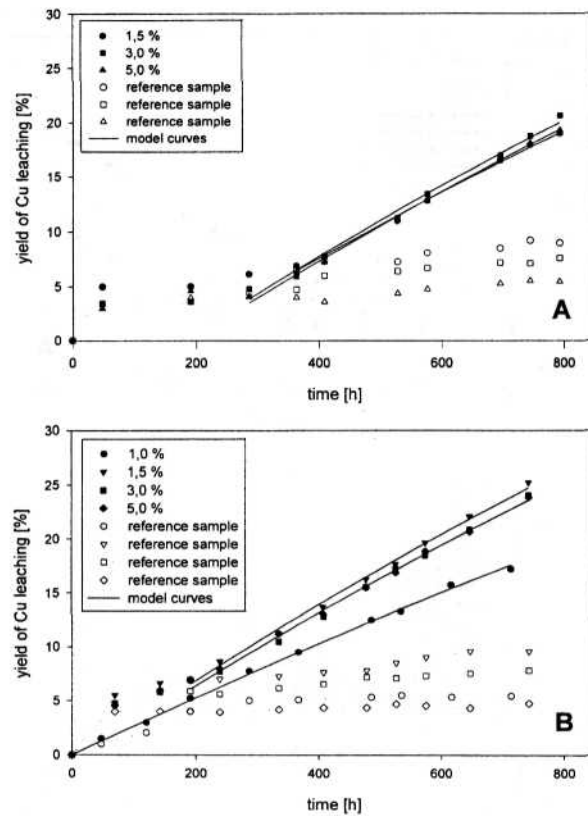 30
25
20
15
10
5
0
yield of Cu leaching [%]
1,5 %
3,0 %
5,0 %
reference sample
reference sample
reference sample
model curves
A
0
200
400
600
800
time [h]
30
25
20
15
10
5
0
yield of Cu leaching [%]
1,0 %
1,5 %
3,0 %
5,0 %
reference sample
reference sample
reference sample
reference sample
model curves
B
0
200
400
600
800
time [h]